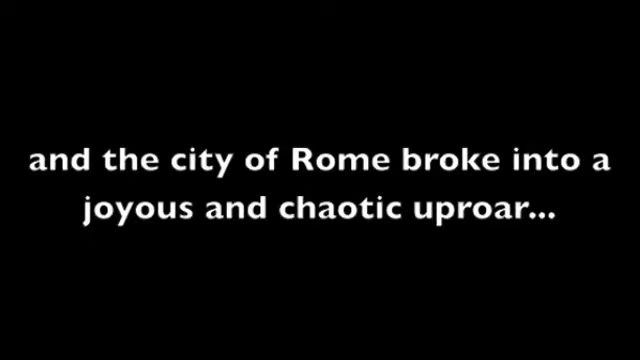 and the city of Rome broke into a
joyous and chaotic uproar...